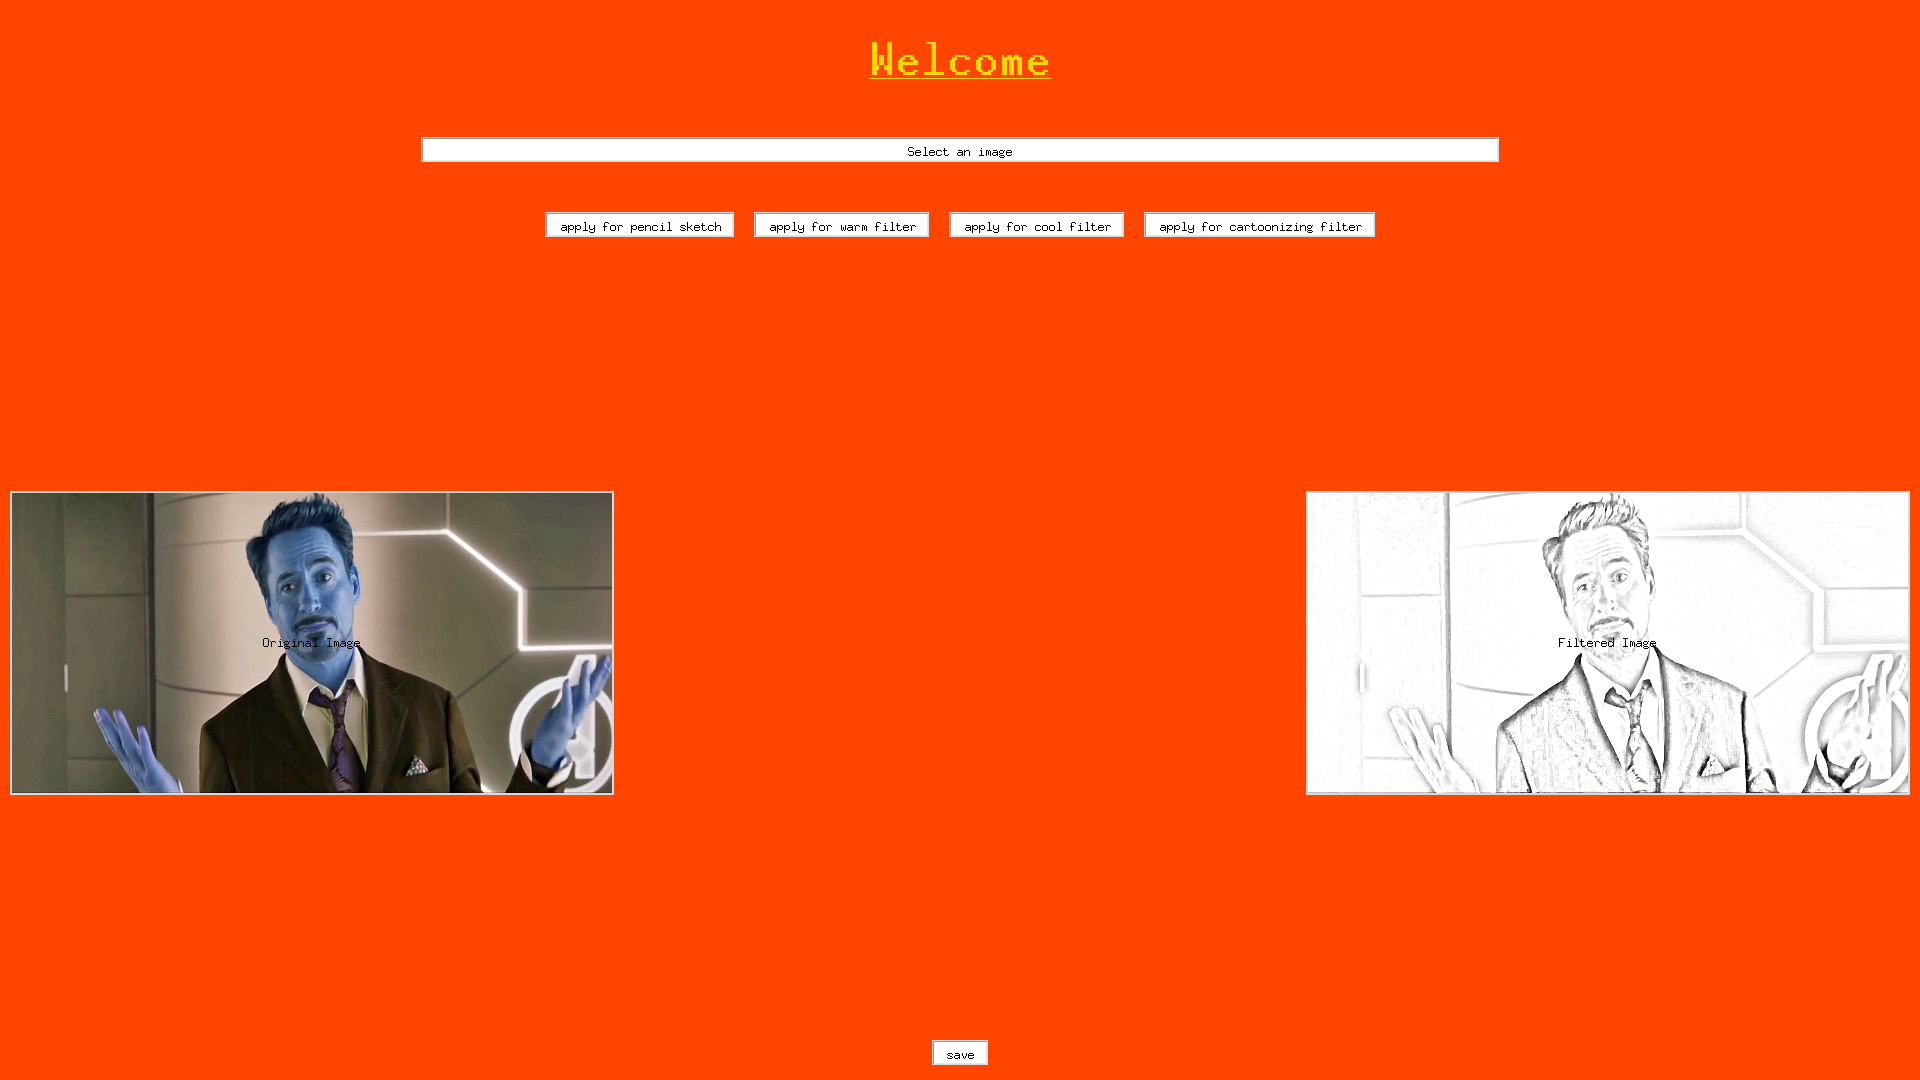 Welcome
Select an image
apply for pencil sketch
apply for warm filter
apply for cool filter
apply for cartoonizing filter
Original Image
Filtered Image
save